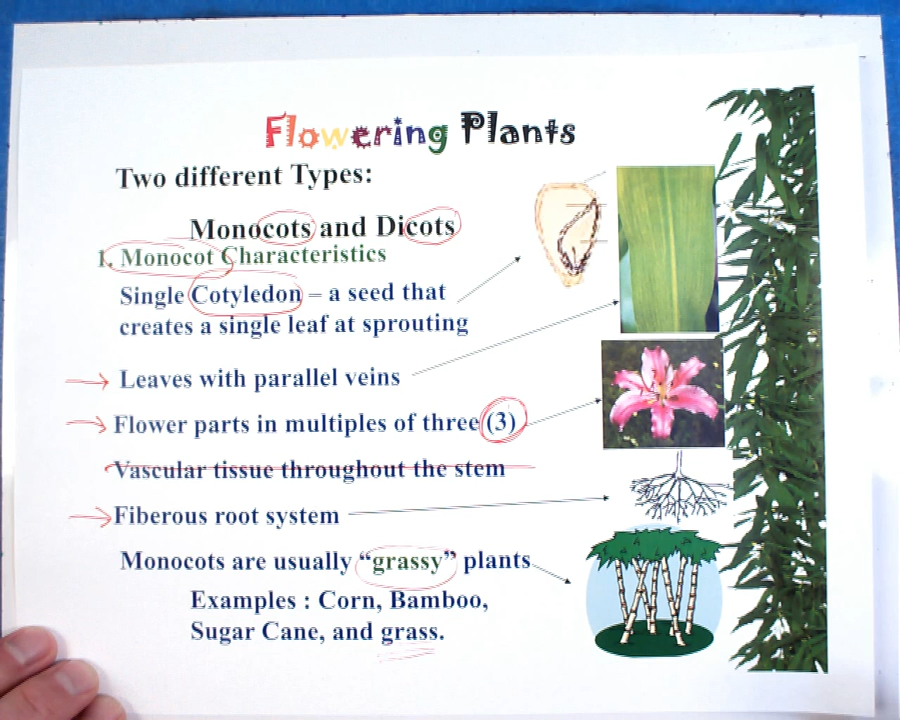 Flowering Plants
Two different Types:
Monocots and Dicots
1. Monocot Characteristics
Single Cotyledon – a seed that
creates a single leaf at sprouting
Leaves with parallel veins
Flower parts in multiples of three (3)
Vascular tissue throughout the stem
Fiberous root system
Monocots are usually “grassy” plants
Examples : Corn, Bamboo,
Sugar Cane, and grass.